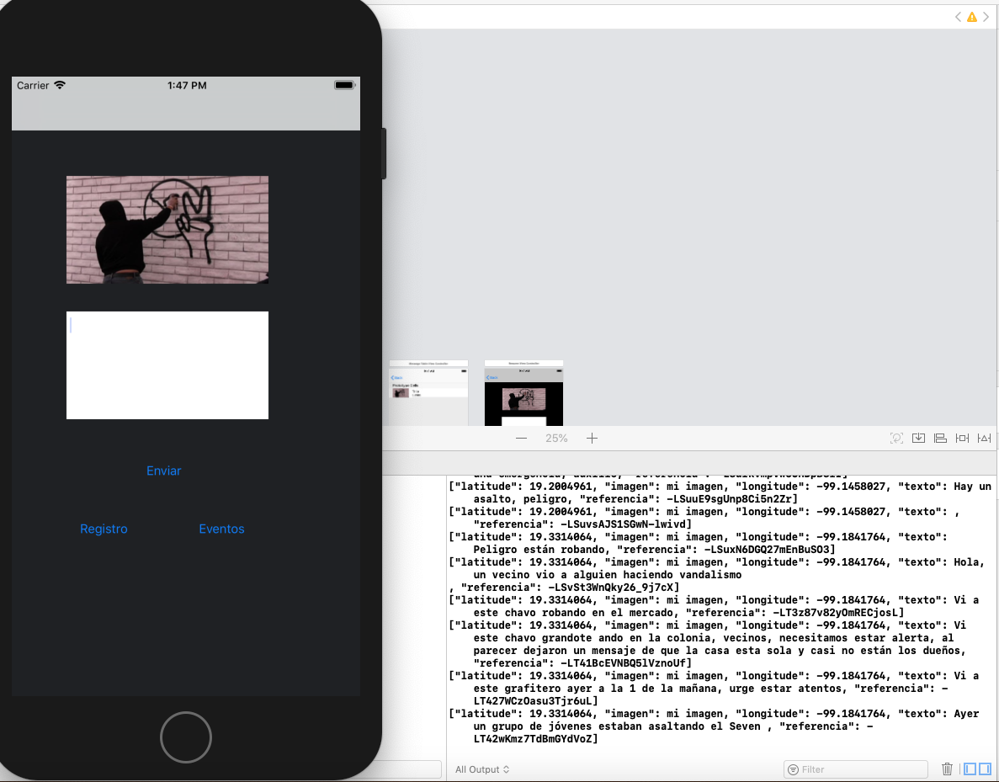 Carrier
1:47 PM
Enviar
Registro
Eventos
Back
Prototype Cells
Title
Back
25%
["latitude": 19.2004961, "imagen": mi imagen, "longitude": -99.1458027, "texto": Hay un
asalto, peligro, "referencia": -LSuuE9sgUnp8Ci5n2Zr]
["latitude": 19.2004961, "imagen": mi imagen, "longitude": -99.1458027, "texto": ,
"referencia": -LSuvsAJS1SGwN-lwivd]
["latitude": 19.3314064, "imagen": mi imagen, "longitude": -99.1841764, "texto":
Peligro están robando, "referencia": -LSuxN6DGQ27mEnBuSO3]
["latitude": 19.3314064, "imagen": mi imagen, "longitude": -99.1841764, "texto": Hola,
un vecino vio a alguien haciendo vandalismo
, "referencia": -LSvSt3WnQky26_9j7cX]
["latitude": 19.3314064, "imagen": mi imagen, "longitude": -99.1841764, "texto": Vi a
este chavo robando en el mercado, "referencia": -LT3z87v82yOmRECjosL]
["latitude": 19.3314064, "imagen": mi imagen, "longitude": -99.1841764, "texto": Vi
este chavo grandote ando en la colonia, vecinos, necesitamos estar alerta, al
parecer dejaron un mensaje de que la casa esta sola y casi no están los dueños,
"referencia": -LT41BcEVNBQ5lVznoUf]
["latitude": 19.3314064, "imagen": mi imagen, "longitude": -99.1841764, "texto": Vi a
este grafitero ayer a la 1 de la mañana, urge estar atentos, "referencia": -
LT427WCzOasu3Tjr6uL]
["latitude": 19.3314064, "imagen": mi imagen, "longitude": -99.1841764, "texto": Ayer
un grupo de jóvenes estaban asaltando el Seven , "referencia": -
LT42wKmz7TdBmGYdVoZ]
All Output
Filter